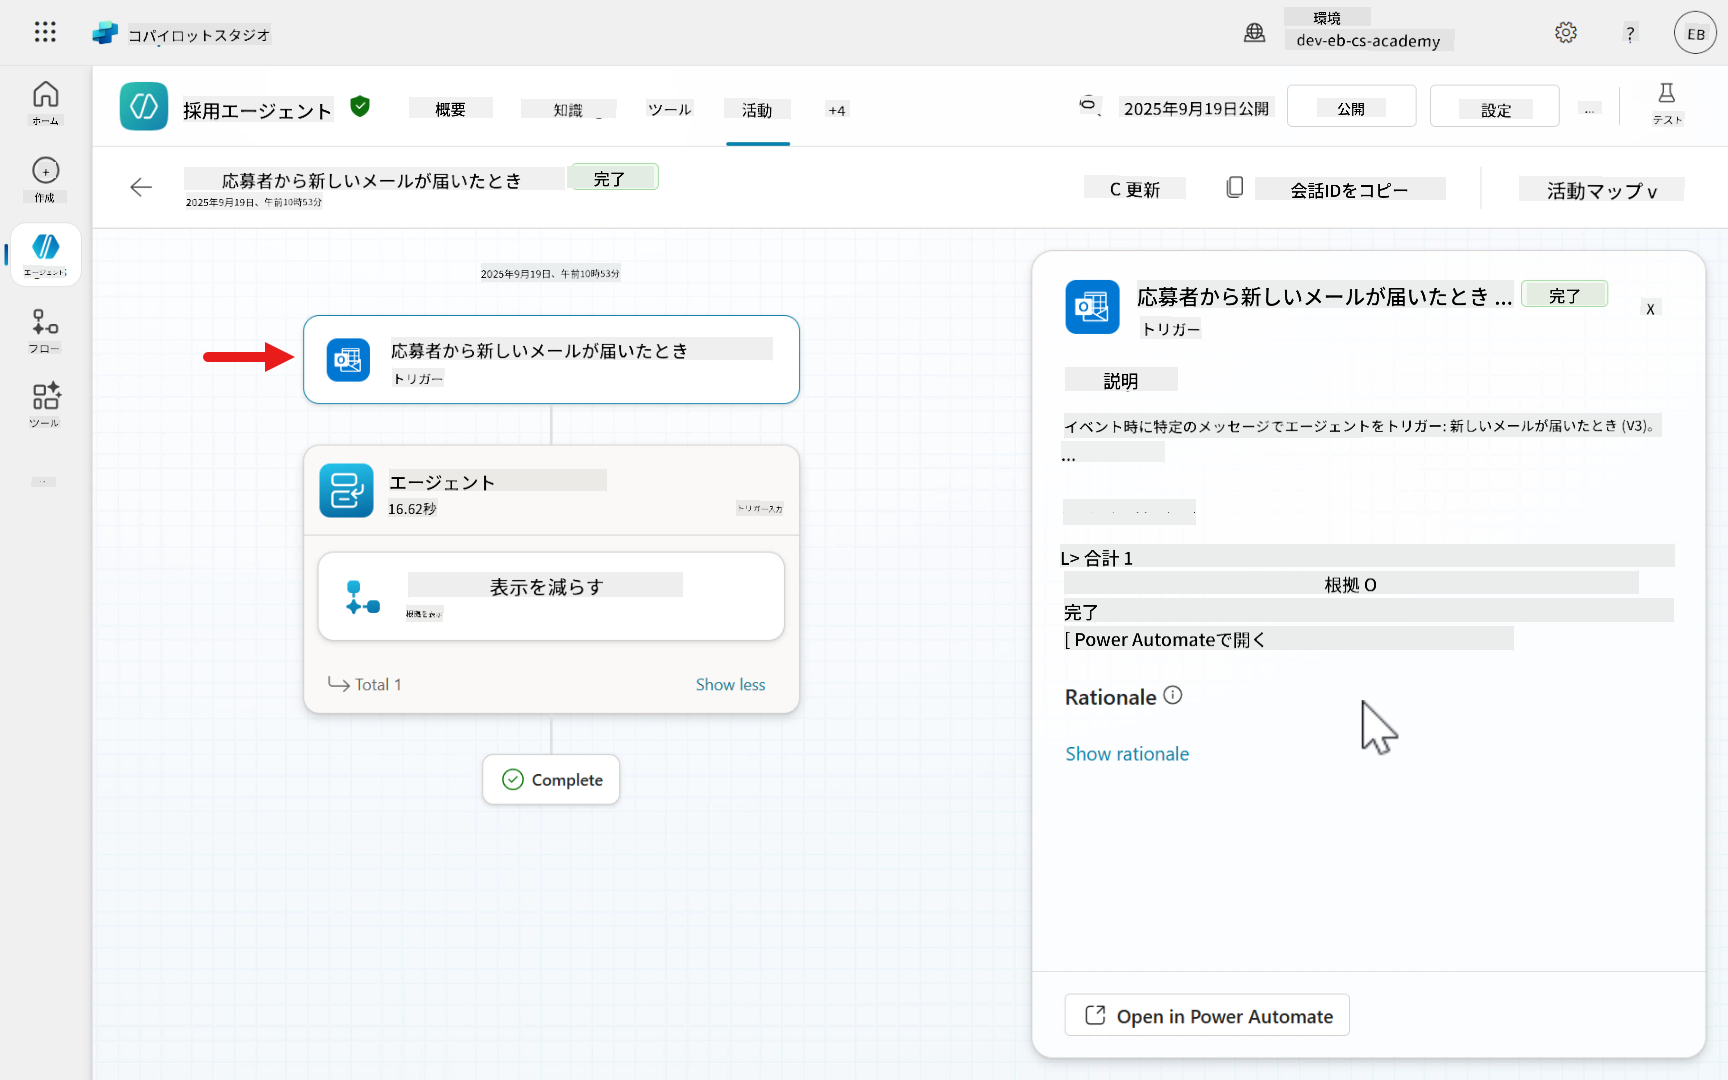 コパイロットスタジオ
環境
dev-eb-cs-academy
?
EB
ホーム
作成
エージェント
フロー
ツール
採用エージェント
概要
知識
ツール
活動
+4
2025年9月19日公開
公開
設定
...
テスト
応募者から新しいメールが届いたとき
完了
2025年9月19日、午前10時53分
C 更新
会話IDをコピー
活動マップ v
2025年9月19日、午前10時53分
応募者から新しいメールが届いたとき
トリガー
エージェント
16.62秒
トリガー入力
表示を減らす
根拠を表示
Total 1
Show less
Complete
応募者から新しいメールが届いたとき ...
完了
X
トリガー
説明
イベント時に特定のメッセージでエージェントをトリガー: 新しいメールが届いたとき (V3)。
...
L> 合計 1
根拠 O
完了
[ Power Automateで開く
Rationale
Show rationale
Open in Power Automate